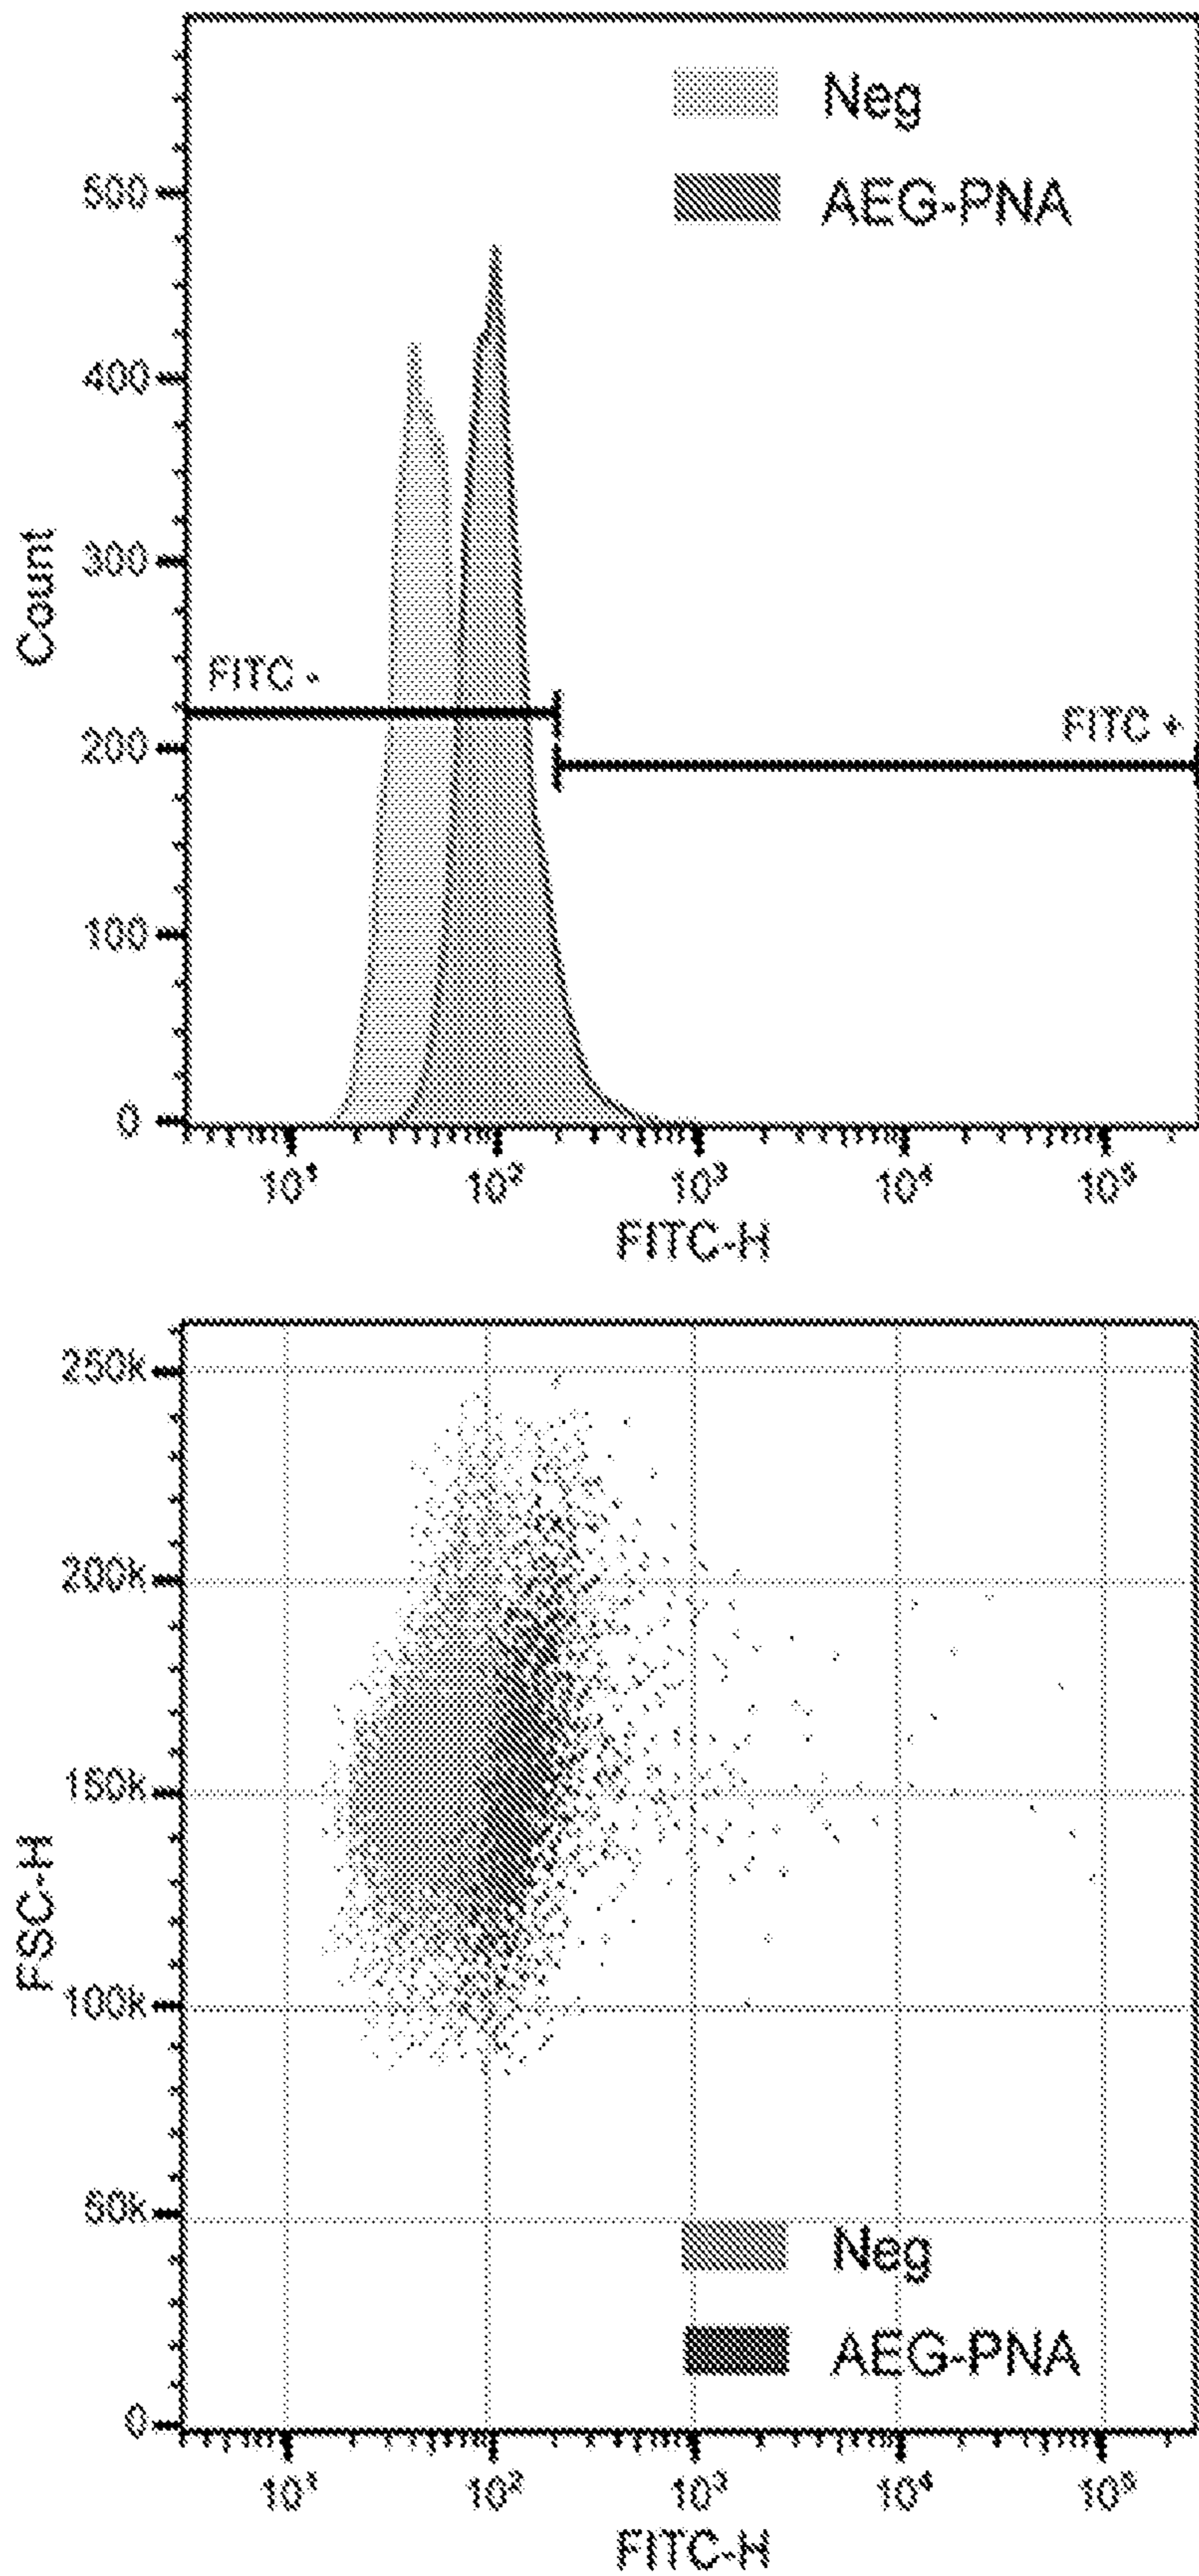 Neg
AEG-PNA
500
400
300
200
100
0
Count
FITC -
FITC +
10¹
10²
10³
10⁴
10⁵
FITC-H
250k
200k
150k
100k
50k
0
FSC-H
Neg
AEG-PNA
10¹
10²
10³
10⁴
10⁵
FITC-H